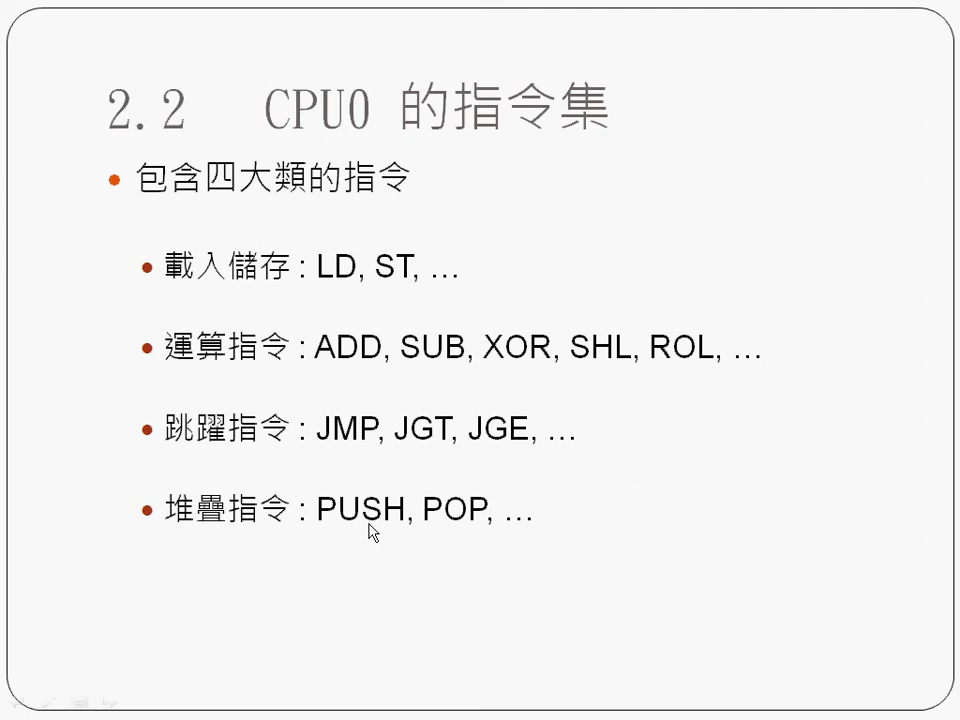 2.2 CPU0 的指令集
包含四大類的指令
載入儲存 : LD, ST, …
運算指令 : ADD, SUB, XOR, SHL, ROL, …
跳躍指令 : JMP, JGT, JGE, …
堆疊指令 : PUSH, POP, …